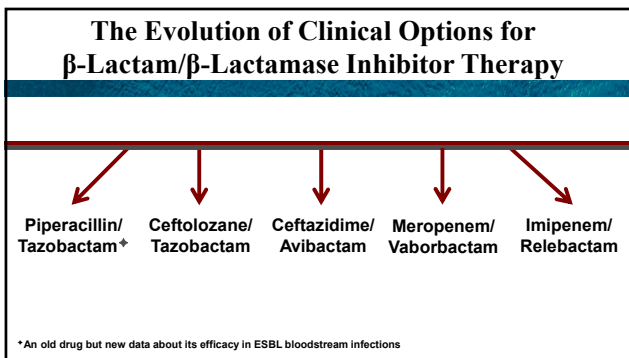 The Evolution of Clinical Options for
β-Lactam/β-Lactamase Inhibitor Therapy
Piperacillin/ Ceftolozane/ Ceftazidime/ Meropenem/ Imipenem/
Tazobactam✦ Tazobactam Avibactam Vaborbactam Relebactam
✦An old drug but new data about its efficacy in ESBL bloodstream infections